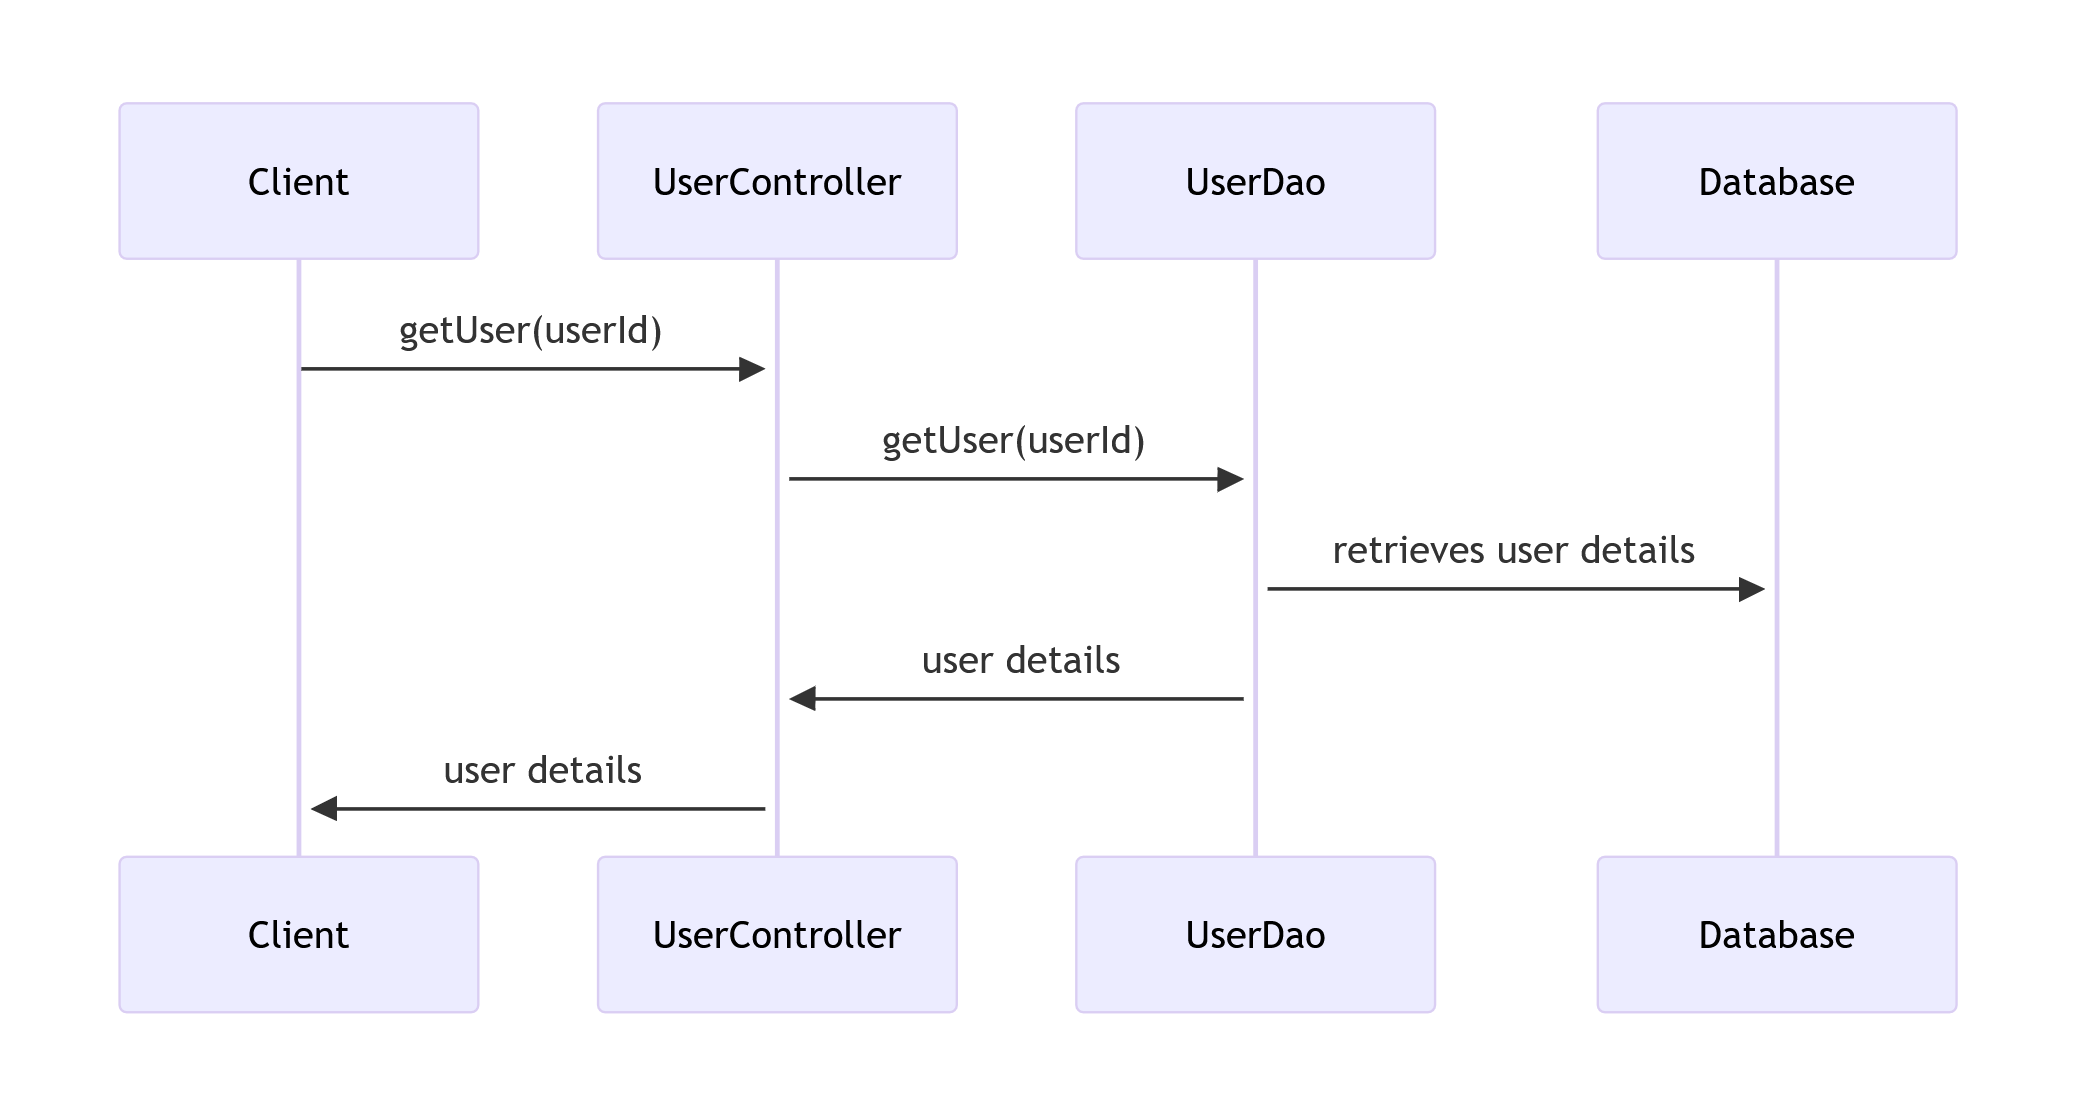 Client
UserController
UserDao
Database
getUser(userId)
getUser(userId)
retrieves user details
user details
user details
Client
UserController
UserDao
Database